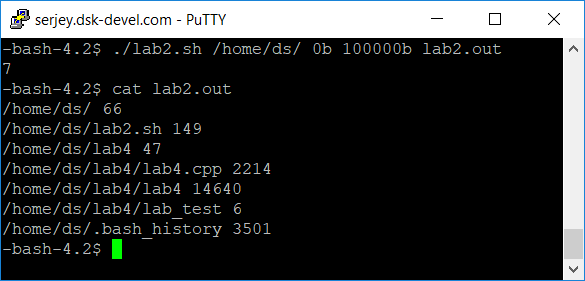 serjey.dsk-devel.com - PuTTY
-bash-4.2$ ./lab2.sh /home/ds/ 0b 100000b lab2.out
7
-bash-4.2$ cat lab2.out
/home/ds/ 66
/home/ds/lab2.sh 149
/home/ds/lab4 47
/home/ds/lab4/lab4.cpp 2214
/home/ds/lab4/lab4 14640
/home/ds/lab4/lab_test 6
/home/ds/.bash_history 3501
-bash-4.2$